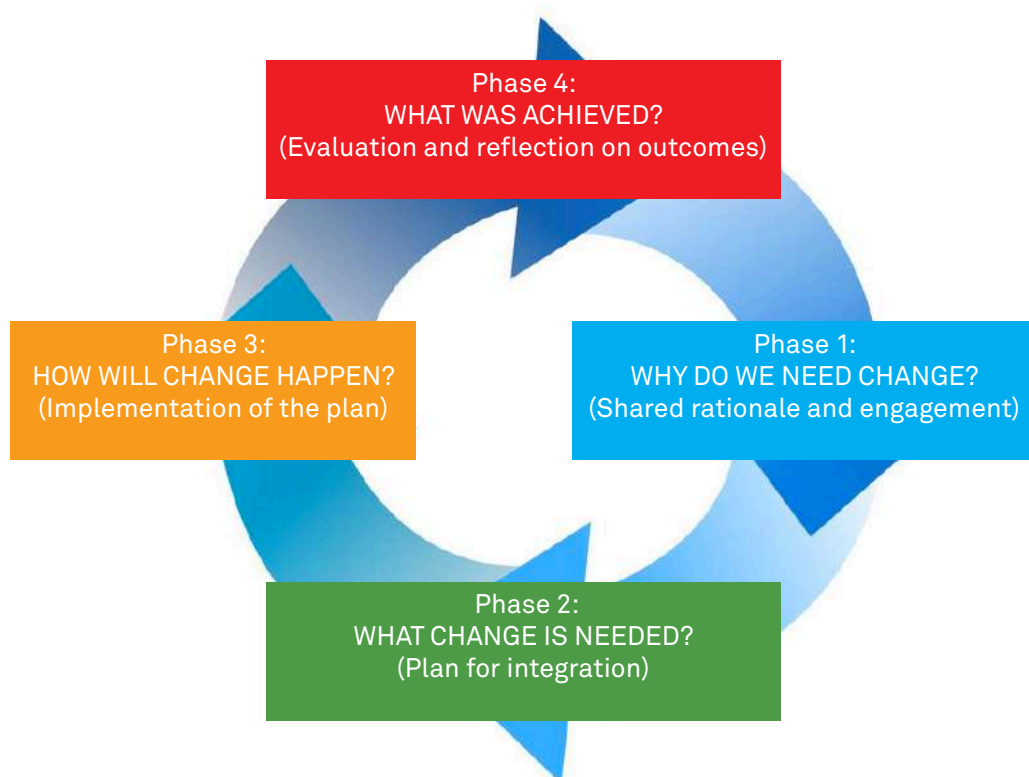 Phase 4:
WHAT WAS ACHIEVED?
(Evaluation and reflection on outcomes)
Phase 3:
HOW WILL CHANGE HAPPEN?
(Implementation of the plan)
Phase 1:
WHY DO WE NEED CHANGE?
(Shared rationale and engagement)
Phase 2:
WHAT CHANGE IS NEEDED?
(Plan for integration)